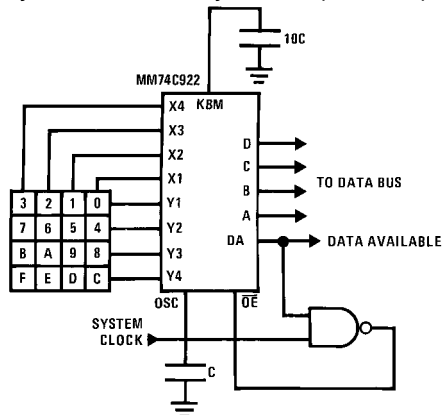 10C
MM74C922
X4 KBM
X3
X2
X1
Y1
Y2
Y3
Y4
D
C
B
A
DA
TO DATA BUS
DATA AVAILABLE
3 2 1 0
7 6 5 4
B A 9 8
F E D C
OSC
OE
SYSTEM
CLOCK
C